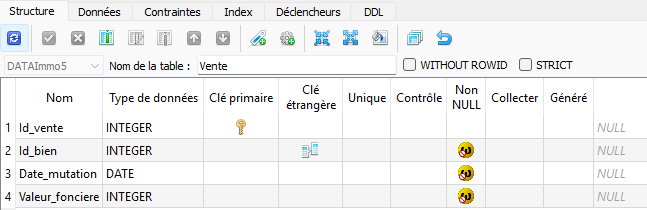 Structure Données Contraintes Index Déclencheurs DDL
DATAImmo5 Nom de la table : Vente WITHOUT ROWID STRICT
Nom Type de données Clé primaire Clé étrangère Unique Contrôle Non NULL Collecter Généré
1 Id_vente INTEGER NULL
2 Id_bien INTEGER NULL
3 Date_mutation DATE NULL
4 Valeur_fonciere INTEGER NULL